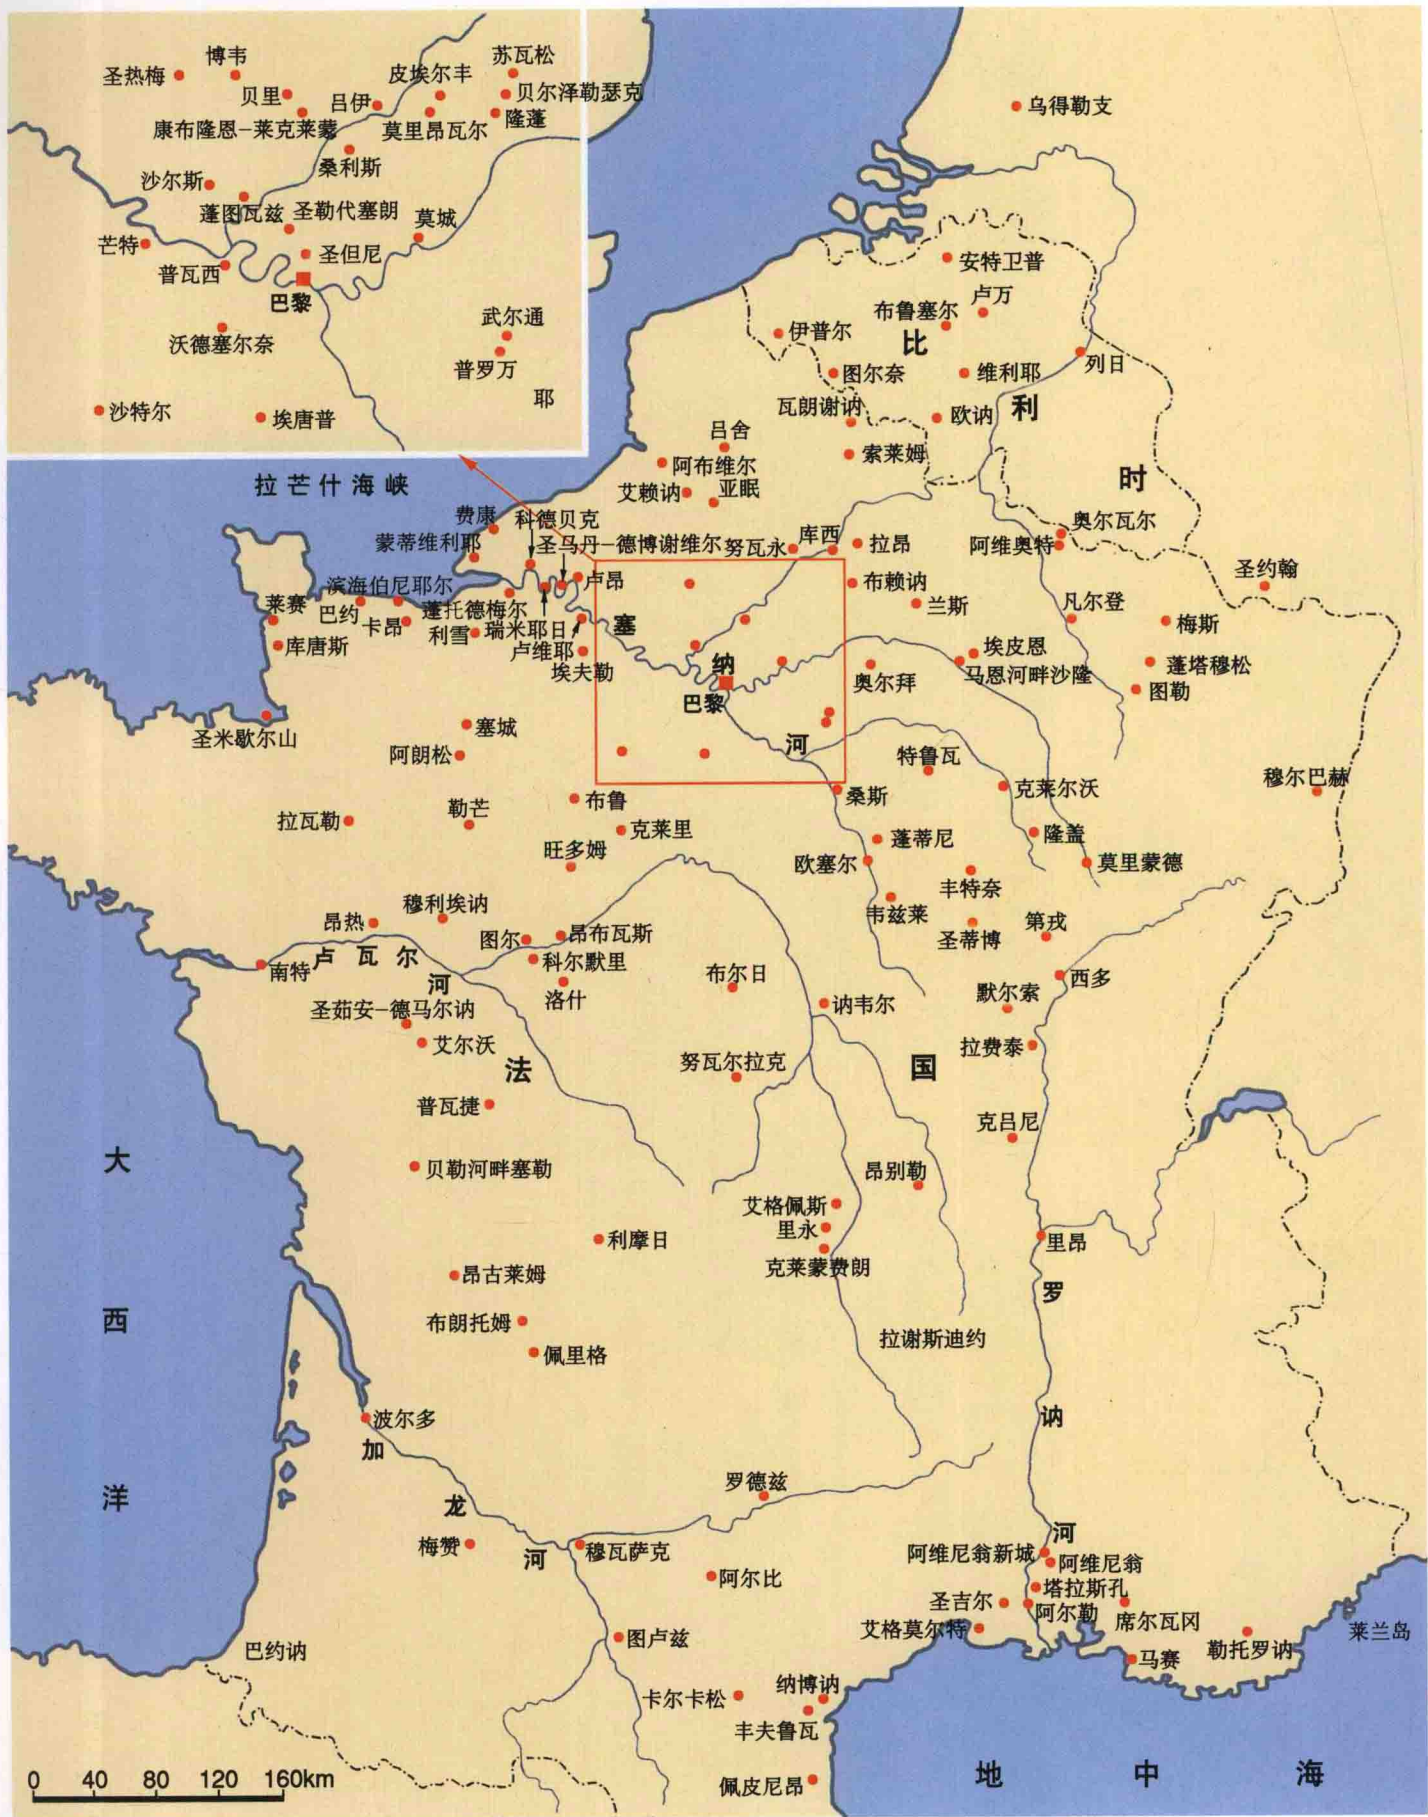 苏瓦松
博韦
圣热梅
皮埃尔丰
贝里
吕伊
贝尔泽勒瑟克
康布隆恩-莱克莱蒙
莫里昂瓦尔
隆蓬
桑利斯
沙尔斯
蓬图瓦兹
圣勒代塞朗
莫城
芒特
圣但尼
普瓦西
巴黎
武尔通
沃德塞尔奈
普罗万
耶
沙特尔
埃唐普
乌得勒支
安特卫普
卢万
布鲁塞尔
伊普尔
比
列日
图尔奈
维利耶
瓦朗谢讷
利
欧讷
吕舍
索莱姆
阿布维尔
时
艾赖讷
亚眠
拉芒什海峡
费康
科德贝克
奥尔瓦尔
蒙蒂维利耶
圣马丹-德博谢维尔
努瓦永
库西
拉昂
阿维奥特
圣约翰
滨海伯尼耶尔
卢昂
布赖讷
莱赛
巴约
卡昂
蓬托德梅尔
兰斯
凡尔登
梅斯
利雪
瑞米耶日
塞
库唐斯
卢维耶
埃夫勒
纳
埃皮恩
蓬塔穆松
奥尔拜
马恩河畔沙隆
图勒
巴黎
圣米歇尔山
塞城
阿朗松
河
特鲁瓦
穆尔巴赫
克莱尔沃
桑斯
布鲁
拉瓦勒
勒芒
克莱里
蓬蒂尼
隆盖
旺多姆
欧塞尔
莫里蒙德
丰特奈
韦兹莱
穆利埃讷
昂热
第戎
圣蒂博
图尔
昂布瓦斯
卢瓦尔
河
南特
科尔默里
布尔日
西多
洛什
默尔索
讷韦尔
圣茹安-德马尔讷
艾尔沃
拉费泰
法
努瓦尔拉克
国
普瓦捷
克吕尼
大
贝勒河畔塞勒
昂别勒
艾格佩斯
里永
利摩日
里昂
克莱蒙费朗
昂古莱姆
罗
西
布朗托姆
拉谢斯迪约
佩里格
波尔多
讷
加
罗德兹
洋
龙
河
梅赞
河
穆瓦萨克
阿维尼翁新城
阿维尼翁
阿尔比
塔拉斯孔
圣吉尔
阿尔勒
席尔瓦冈
艾格莫尔特
图卢兹
莱兰岛
勒托罗讷
巴约讷
马赛
纳博讷
卡尔卡松
丰夫鲁瓦
地中海
佩皮尼昂
0 40 80 120 160km